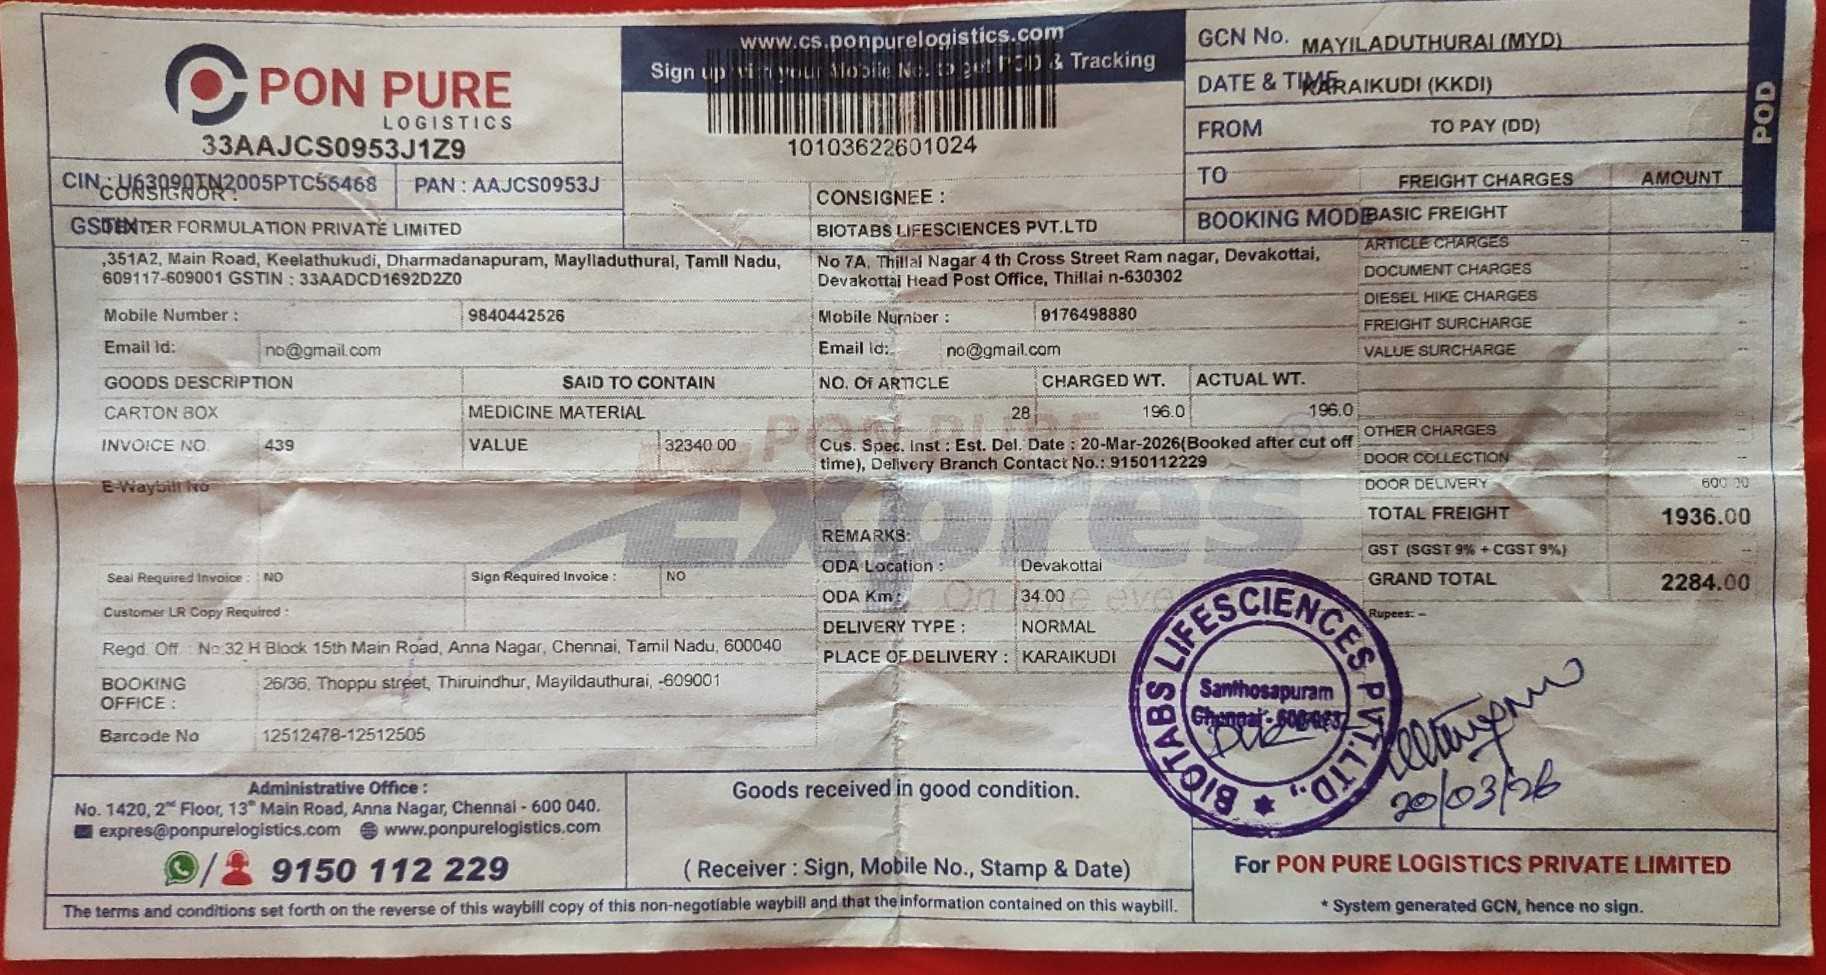 PON PURE
LOGISTICS
33AAJCS0953J1Z9
CIN : U63090TN2005PTC56468
PAN : AAJCS0953J
GSTIN
www.cs.ponpurelogistics.com
Sign up with your Mobile No. to get POD & Tracking
10103622601024
GCN No.
MAYILADUTHURAI (MYD)
DATE & TIME
KARAIKUDI (KKDI)
FROM
TO PAY (DD)
TO
BOOKING MODE
POD
CONSIGNOR :
FORMULATION PRIVATE LIMITED
,351A2, Main Road, Keelathukudi, Dharmadanapuram, Maylladuthural, Tamll Nadu,
609117-609001 GSTIN : 33AADCD1692D2Z0
Mobile Number :
9840442526
Email Id:
no@gmail.com
CONSIGNEE :
BIOTABS LIFESCIENCES PVT.LTD
No 7A, Thillai Nagar 4 th Cross Street Ram nagar, Devakottai,
Devakottai Head Post Office, Thillai n-630302
Mobile Number :
9176498880
Email Id:
no@gmail.com
GOODS DESCRIPTION
SAID TO CONTAIN
NO. Of ARTICLE
CHARGED WT.
ACTUAL WT.
CARTON BOX
MEDICINE MATERIAL
28
196.0
196.0
INVOICE NO.
439
VALUE
32340.00
Cus. Spec. Inst : Est. Del. Date : 20-Mar-2026(Booked after cut off
time), Delivery Branch Contact No.: 9150112229
E-Waybill No
PON PURE
Expres
REMARKS:
ODA Location :
Devakottai
ODA Km :
34.00
DELIVERY TYPE :
NORMAL
PLACE OF DELIVERY :
KARAIKUDI
Seal Required Invoice :
NO
Sign Required Invoice :
NO
Customer LR Copy Required :
Regd. Off. : No 32 H Block 15th Main Road, Anna Nagar, Chennai, Tamil Nadu, 600040
BOOKING
OFFICE :
26/36, Thoppu street, Thiruindhur, Mayildauthurai, -609001
Barcode No
12512478-12512505
FREIGHT CHARGES
AMOUNT
BASIC FREIGHT
ARTICLE CHARGES
DOCUMENT CHARGES
DIESEL HIKE CHARGES
FREIGHT SURCHARGE
VALUE SURCHARGE
OTHER CHARGES
DOOR COLLECTION
DOOR DELIVERY
600.00
TOTAL FREIGHT
1936.00
GST (SGST 9% + CGST 9%)
GRAND TOTAL
2284.00
Rupees: –
BIOTABS LIFESCIENCES PVT.LTD.,
Santhosapuram
Chennai -
20/03/26
Administrative Office :
No. 1420, 2nd Floor, 13th Main Road, Anna Nagar, Chennai - 600 040.
expres@ponpurelogistics.com www.ponpurelogistics.com
/ 9150 112 229
Goods received in good condition.
( Receiver : Sign, Mobile No., Stamp & Date)
For PON PURE LOGISTICS PRIVATE LIMITED
* System generated GCN, hence no sign.
The terms and conditions set forth on the reverse of this waybill copy of this non-negotiable waybill and that the information contained on this waybill.